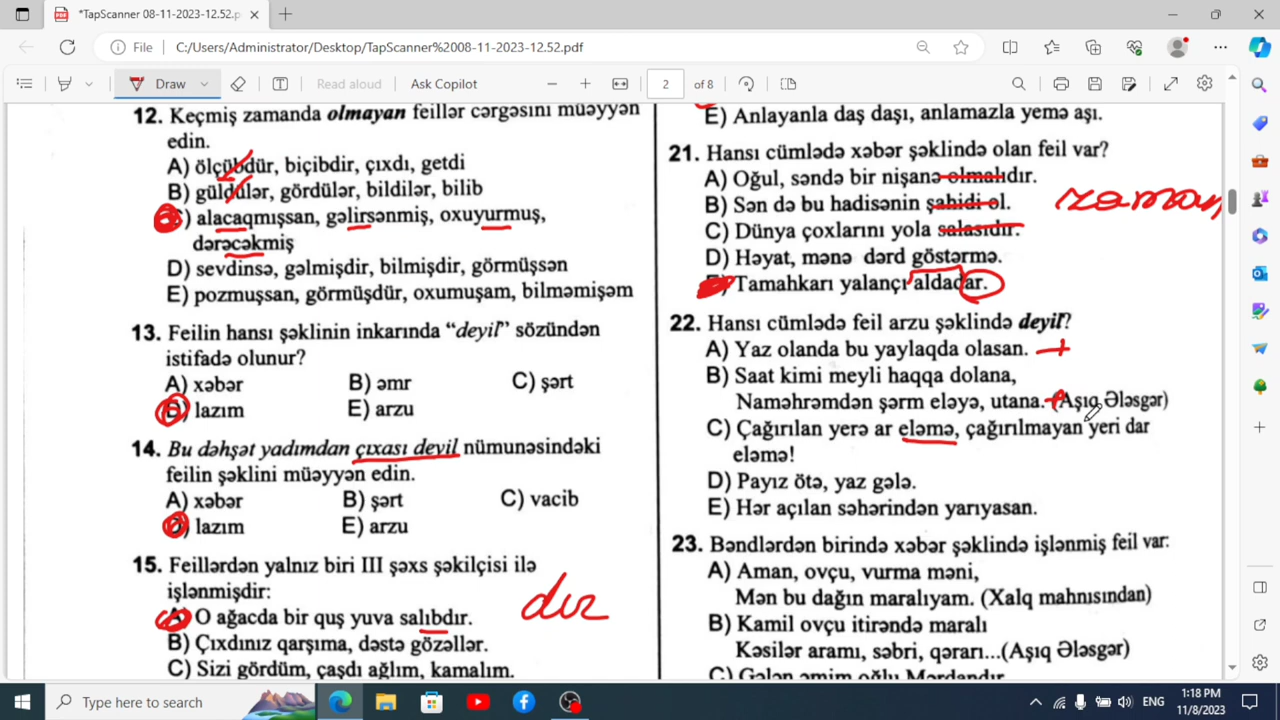 *TapScanner 08-11-2023-12.52.p
File
C:/Users/Administrator/Desktop/TapScanner%2008-11-2023-12.52.pdf
Draw
Read aloud
Ask Copilot
2
of 8
12. Keçmiş zamanda olmayan feillər cərgəsini müəyyən
edin.
A) ölçübdür, biçibdir, çıxdı, getdi
B) güldülər, gördülər, bildilər, bilib
) alacaqmışsan, gəlirsənmiş, oxuyurmuş,
dərəcəkmiş
D) sevdinsə, gəlmişdir, bilmişdir, görmüşsən
E) pozmuşsan, görmüşdür, oxumuşam, bilməmişəm
13. Feilin hansı şəklinin inkarında “deyil” sözündən
istifadə olunur?
A) xəbər
B) əmr
C) şərt
D) lazım
E) arzu
14. Bu dəhşət yadımdan çıxası deyil nümunəsindəki
feilin şəklini müəyyən edin.
A) xəbər
B) şərt
C) vacib
D) lazım
E) arzu
15. Feillərdən yalnız biri III şəxs şəkilçisi ilə
işlənmişdir:
dır
A) O ağacda bir quş yuva salıbdır.
B) Çıxdınız qarşıma, dəstə gözəllər.
C) Sizi gördüm, çaşdı ağlım, kamalım.
E) Anlayanla daş daşı, anlamazla yemə aşı.
21. Hansı cümlədə xəbər şəklində olan feil var?
A) Oğul, səndə bir nişanə olmalıdır.
B) Sən də bu hadisənin şahidi ol.
zaman,
C) Dünya çoxlarını yola salasıdır.
D) Həyat, mənə dərd göstərmə.
E) Tamahkarı yalançı aldadar.
22. Hansı cümlədə feil arzu şəklində deyil?
A) Yaz olanda bu yaylaqda olasan.
B) Saat kimi meyli haqqa dolana,
Naməhrəmdən şərm eləyə, utana. (Aşıq Ələsgər)
C) Çağırılan yerə ar eləmə, çağırılmayan yeri dar
eləmə!
D) Payız ötə, yaz gələ.
E) Hər açılan səhərindən yarıyasan.
23. Bəndlərdən birində xəbər şəklində işlənmiş feil var:
A) Aman, ovçu, vurma məni,
Mən bu dağın maralıyam. (Xalq mahnısından)
B) Kamil ovçu itirəndə maralı
Kəsilər aramı, səbri, qərarı...(Aşıq Ələsgər)
C) Gələn əmim oğlu Mərdandır
Type here to search
ENG
1:18 PM
11/8/2023